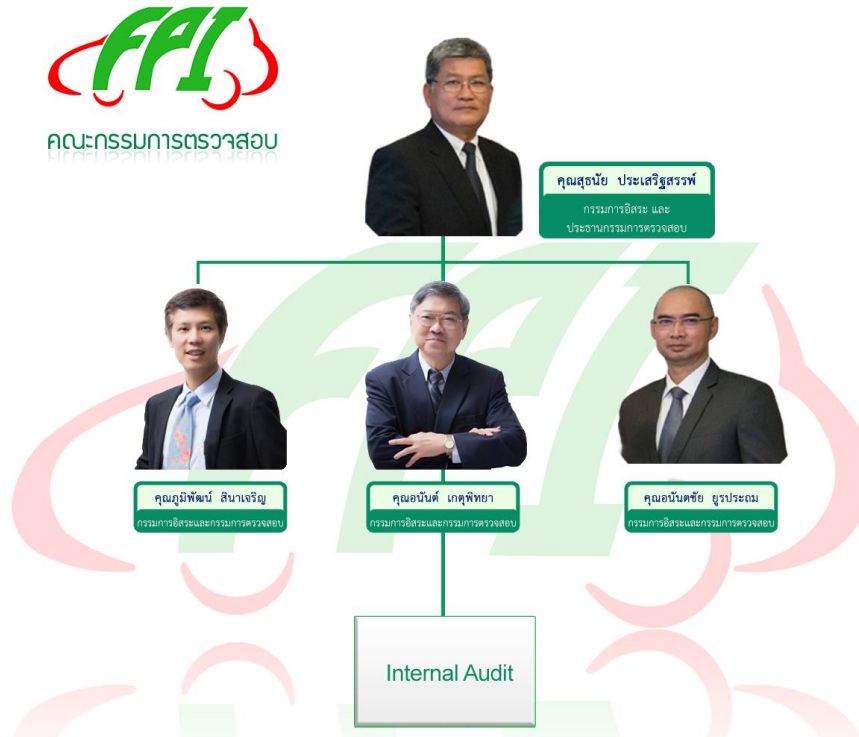 FPI
คณะกรรมการตรวจสอบ
คุณสุธนัย ประเสริฐสรรพ์
กรรมการอิสระ และ
ประธานกรรมการตรวจสอบ
FPI
คุณภูมิพัฒน์ สินาเจริญ
กรรมการอิสระและกรรมการตรวจสอบ
คุณอนันต์ เกตุพิทยา
กรรมการอิสระและกรรมการตรวจสอบ
คุณอนันตชัย ยูรประถม
กรรมการอิสระและกรรมการตรวจสอบ
Internal Audit